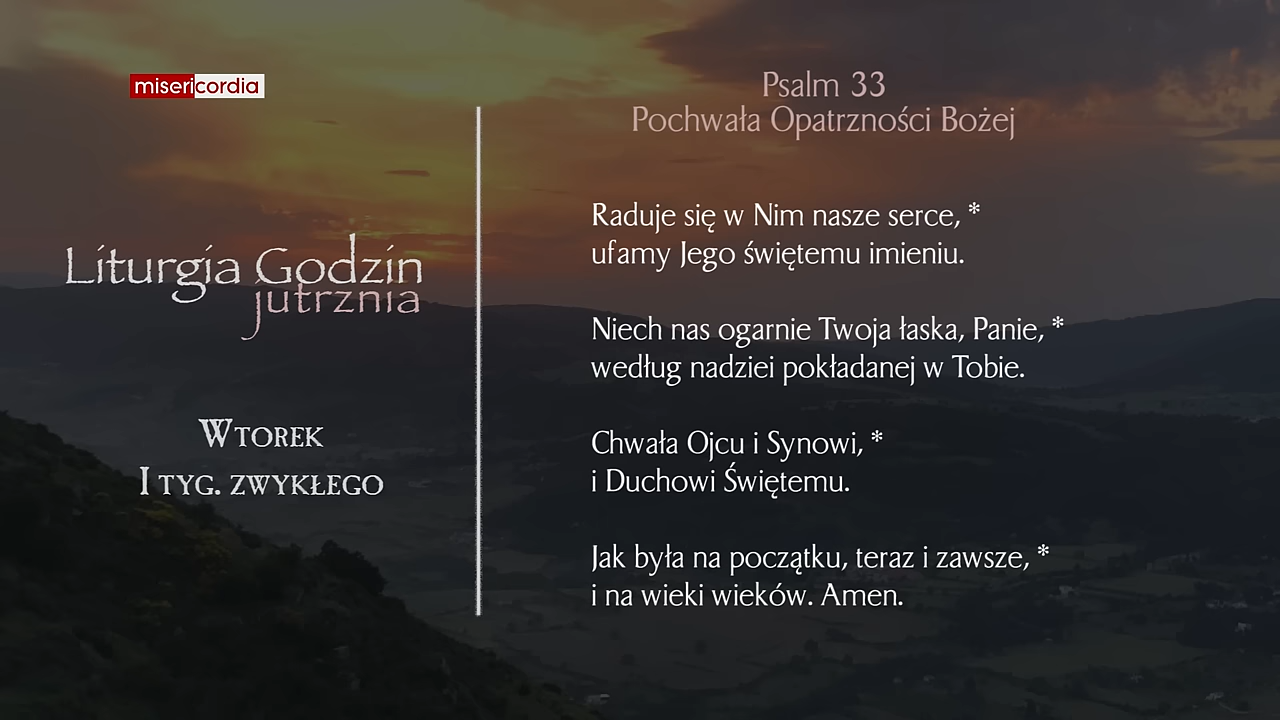 misericordia
Liturgia Godzin
jutrznia
Wtorek
I tyg. zwykłego
Psalm 33
Pochwała Opatrzności Bożej
Raduje się w Nim nasze serce, *
ufamy Jego świętemu imieniu.
Niech nas ogarnie Twoja łaska, Panie, *
według nadziei pokładanej w Tobie.
Chwała Ojcu i Synowi, *
i Duchowi Świętemu.
Jak była na początku, teraz i zawsze, *
i na wieki wieków. Amen.